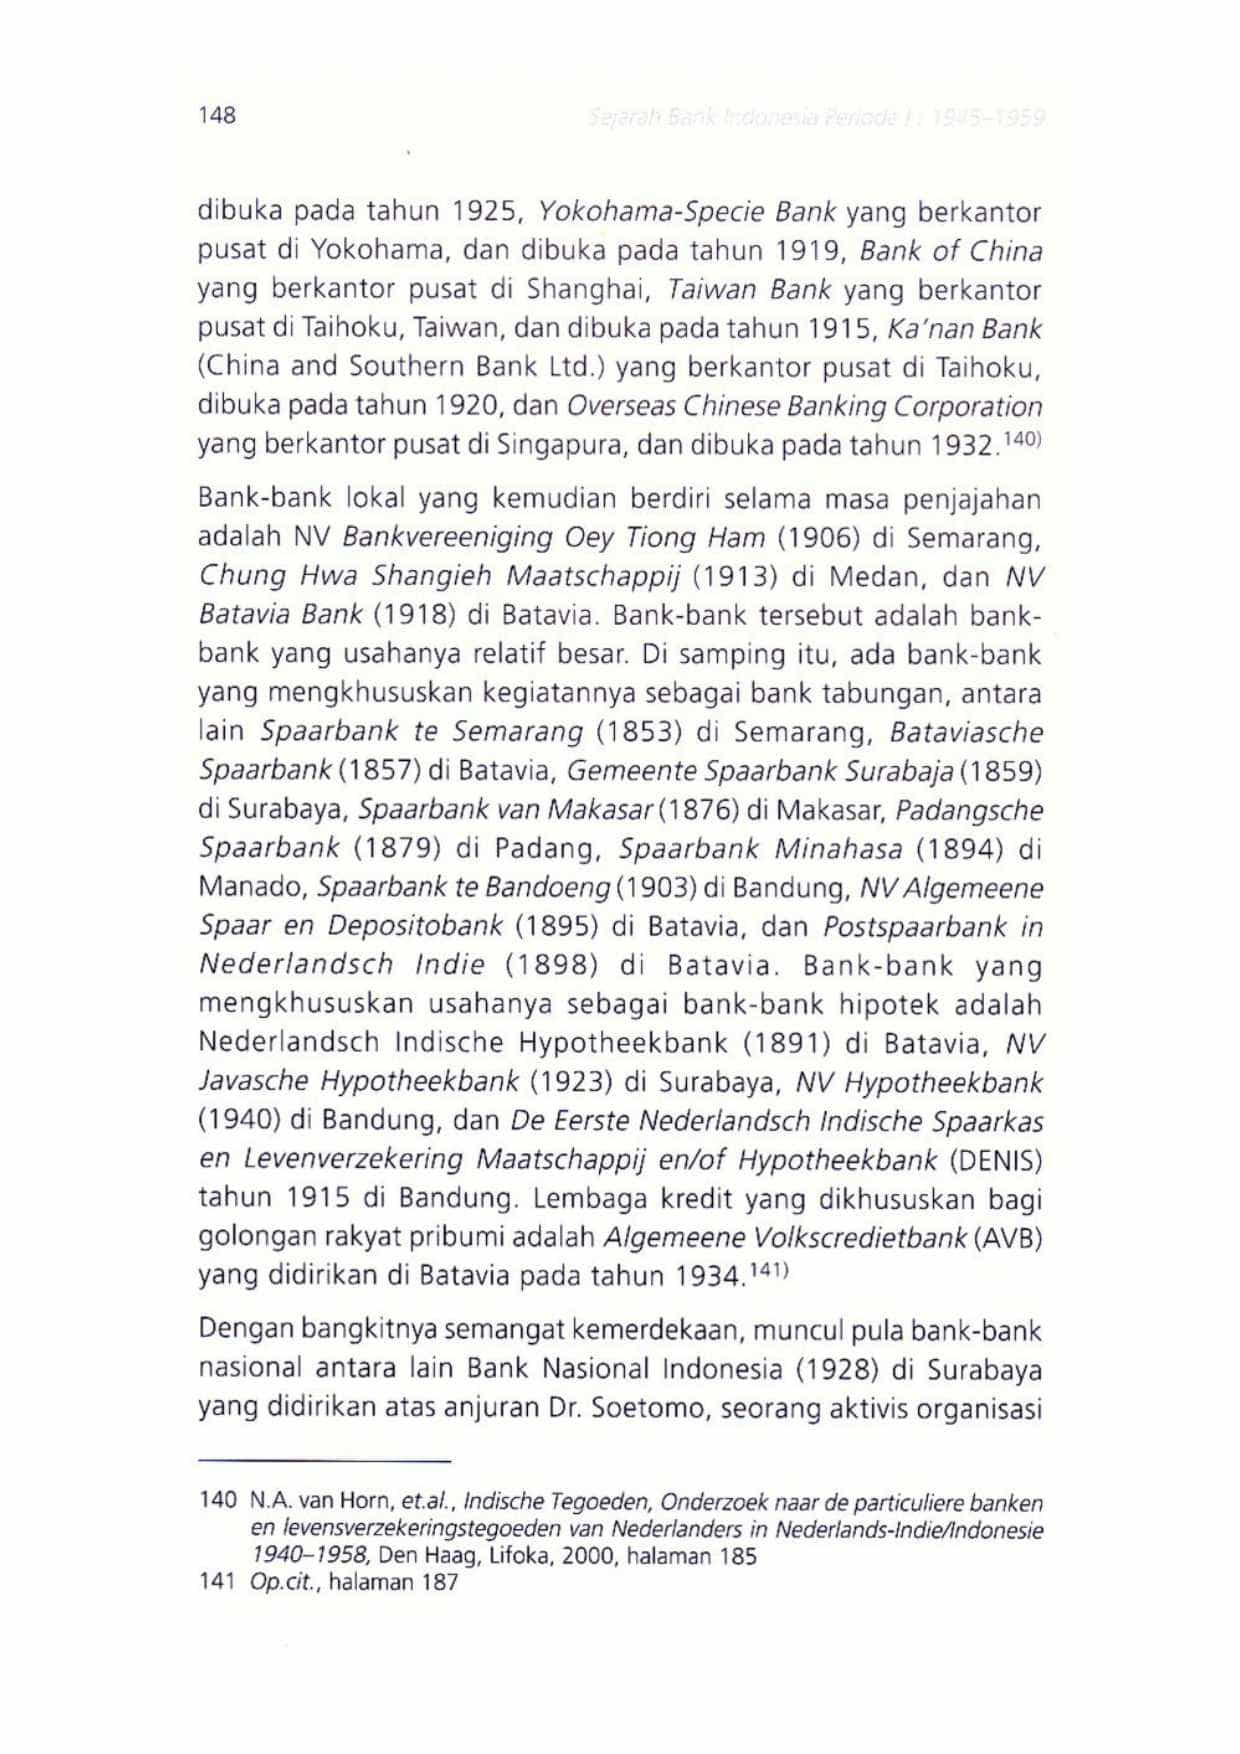 148
Sejarah Bank Indonesia Periode I : 1945–1959
dibuka pada tahun 1925, Yokohama-Specie Bank yang berkantor
pusat di Yokohama, dan dibuka pada tahun 1919, Bank of China
yang berkantor pusat di Shanghai, Taiwan Bank yang berkantor
pusat di Taihoku, Taiwan, dan dibuka pada tahun 1915, Ka'nan Bank
(China and Southern Bank Ltd.) yang berkantor pusat di Taihoku,
dibuka pada tahun 1920, dan Overseas Chinese Banking Corporation
yang berkantor pusat di Singapura, dan dibuka pada tahun 1932.140)
Bank-bank lokal yang kemudian berdiri selama masa penjajahan
adalah NV Bankvereeniging Oey Tiong Ham (1906) di Semarang,
Chung Hwa Shangieh Maatschappij (1913) di Medan, dan NV
Batavia Bank (1918) di Batavia. Bank-bank tersebut adalah bank-
bank yang usahanya relatif besar. Di samping itu, ada bank-bank
yang mengkhususkan kegiatannya sebagai bank tabungan, antara
lain Spaarbank te Semarang (1853) di Semarang, Bataviasche
Spaarbank (1857) di Batavia, Gemeente Spaarbank Surabaja (1859)
di Surabaya, Spaarbank van Makasar (1876) di Makasar, Padangsche
Spaarbank (1879) di Padang, Spaarbank Minahasa (1894) di
Manado, Spaarbank te Bandoeng (1903) di Bandung, NV Algemeene
Spaar en Depositobank (1895) di Batavia, dan Postspaarbank in
Nederlandsch Indie (1898) di Batavia. Bank-bank yang
mengkhususkan usahanya sebagai bank-bank hipotek adalah
Nederlandsch Indische Hypotheekbank (1891) di Batavia, NV
Javasche Hypotheekbank (1923) di Surabaya, NV Hypotheekbank
(1940) di Bandung, dan De Eerste Nederlandsch Indische Spaarkas
en Levenverzekering Maatschappij en/of Hypotheekbank (DENIS)
tahun 1915 di Bandung. Lembaga kredit yang dikhususkan bagi
golongan rakyat pribumi adalah Algemeene Volkscredietbank (AVB)
yang didirikan di Batavia pada tahun 1934.141)
Dengan bangkitnya semangat kemerdekaan, muncul pula bank-bank
nasional antara lain Bank Nasional Indonesia (1928) di Surabaya
yang didirikan atas anjuran Dr. Soetomo, seorang aktivis organisasi
140 N.A. van Horn, et.al., Indische Tegoeden, Onderzoek naar de particuliere banken
en levensverzekeringstegoeden van Nederlanders in Nederlands-Indie/Indonesie
1940–1958, Den Haag, Lifoka, 2000, halaman 185
141 Op.cit., halaman 187